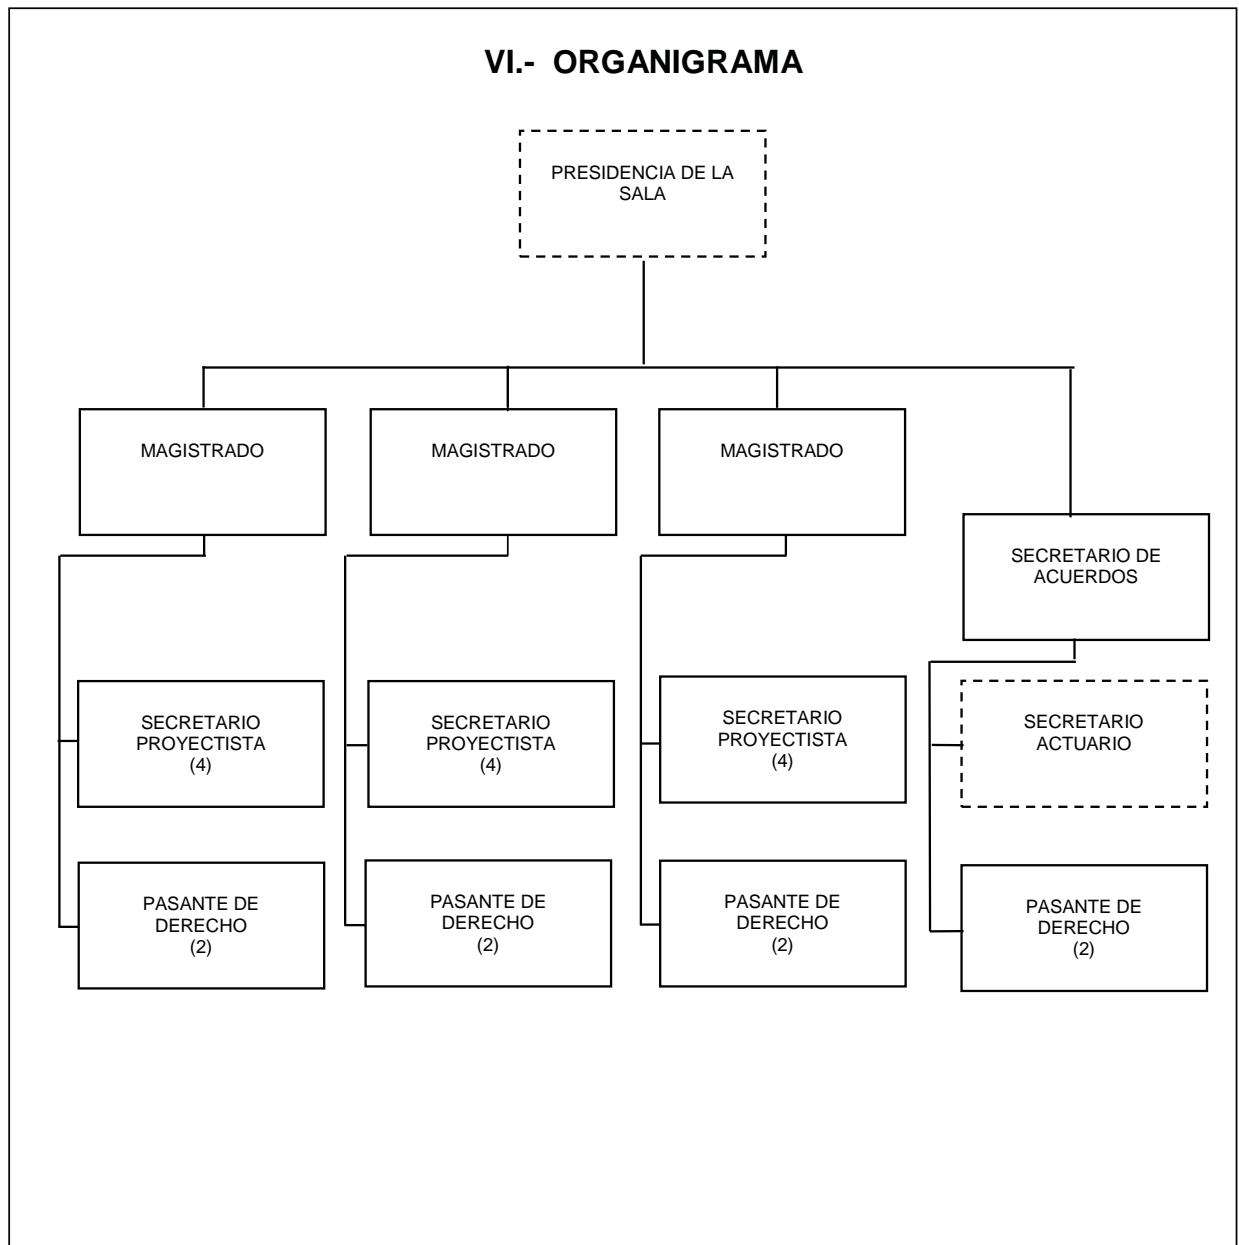 VI.- ORGANIGRAMA
PRESIDENCIA DE LA
SALA
MAGISTRADO
MAGISTRADO
MAGISTRADO
SECRETARIO DE
ACUERDOS
SECRETARIO
PROYECTISTA
(4)
SECRETARIO
PROYECTISTA
(4)
SECRETARIO
PROYECTISTA
(4)
SECRETARIO
ACTUARIO
PASANTE DE
DERECHO
(2)
PASANTE DE
DERECHO
(2)
PASANTE DE
DERECHO
(2)
PASANTE DE
DERECHO
(2)